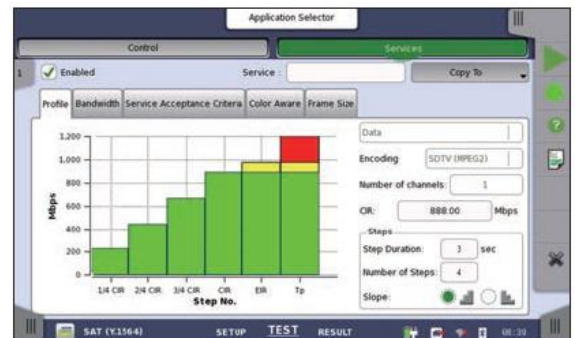 Application Selector
Control
Services
1
Enabled
Service :
Copy To
Profile
Bandwidth
Service Acceptance Criteria
Color Aware
Frame Size
1,200
1,000
800
600
400
200
0
Mbps
1/4 CIR
2/4 CIR
3/4 CIR
CIR
EIR
Tp
Step No.
Data
Encoding
SDTV (MPEG2)
Number of channels:
1
CIR:
888.00
Mbps
Steps
Step Duration:
3
sec
Number of Steps:
4
Slope:
SAT (Y.1564)
SETUP
TEST
RESULT
08:39